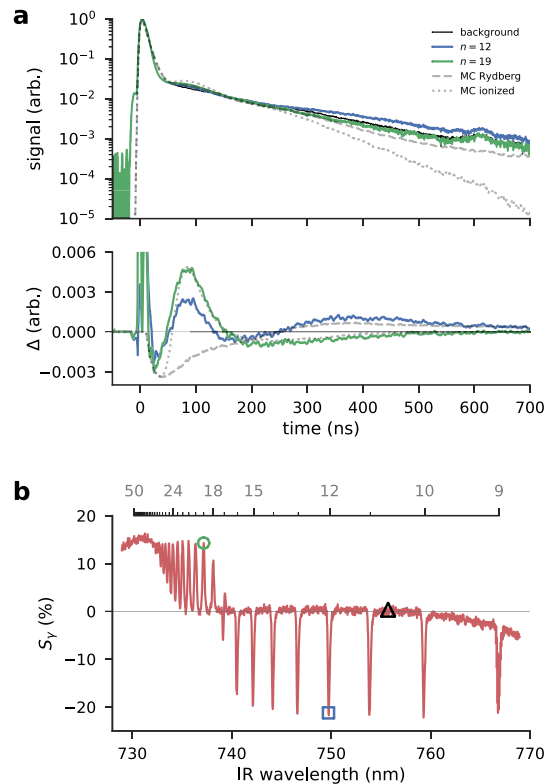 a
10⁰
10⁻¹
10⁻²
10⁻³
10⁻⁴
10⁻⁵
signal (arb.)
background
n = 12
n = 19
MC Rydberg
MC ionized
0.006
0.003
0.000
−0.003
Δ (arb.)
0 100 200 300 400 500 600 700
time (ns)
b
50 24 18 15 12 10 9
20
10
0
−10
−20
Sγ (%)
730 740 750 760 770
IR wavelength (nm)